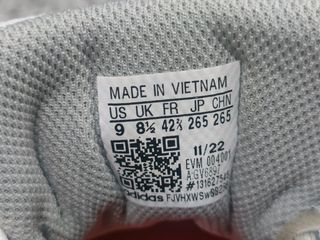 MADE IN VIETNAM
US UK FR JP CHN
9 8½ 42⅔ 265 265
11/22
EVM 004001
adidas